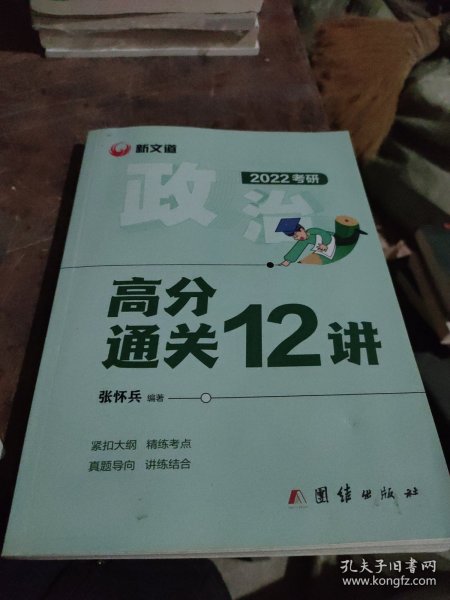 新文道
2022考研
政治
高分
通关12讲
张怀兵 编著
紧扣大纲 精练考点
真题导向 讲练结合
团结出版社
孔夫子旧书网
www.kongfz.com